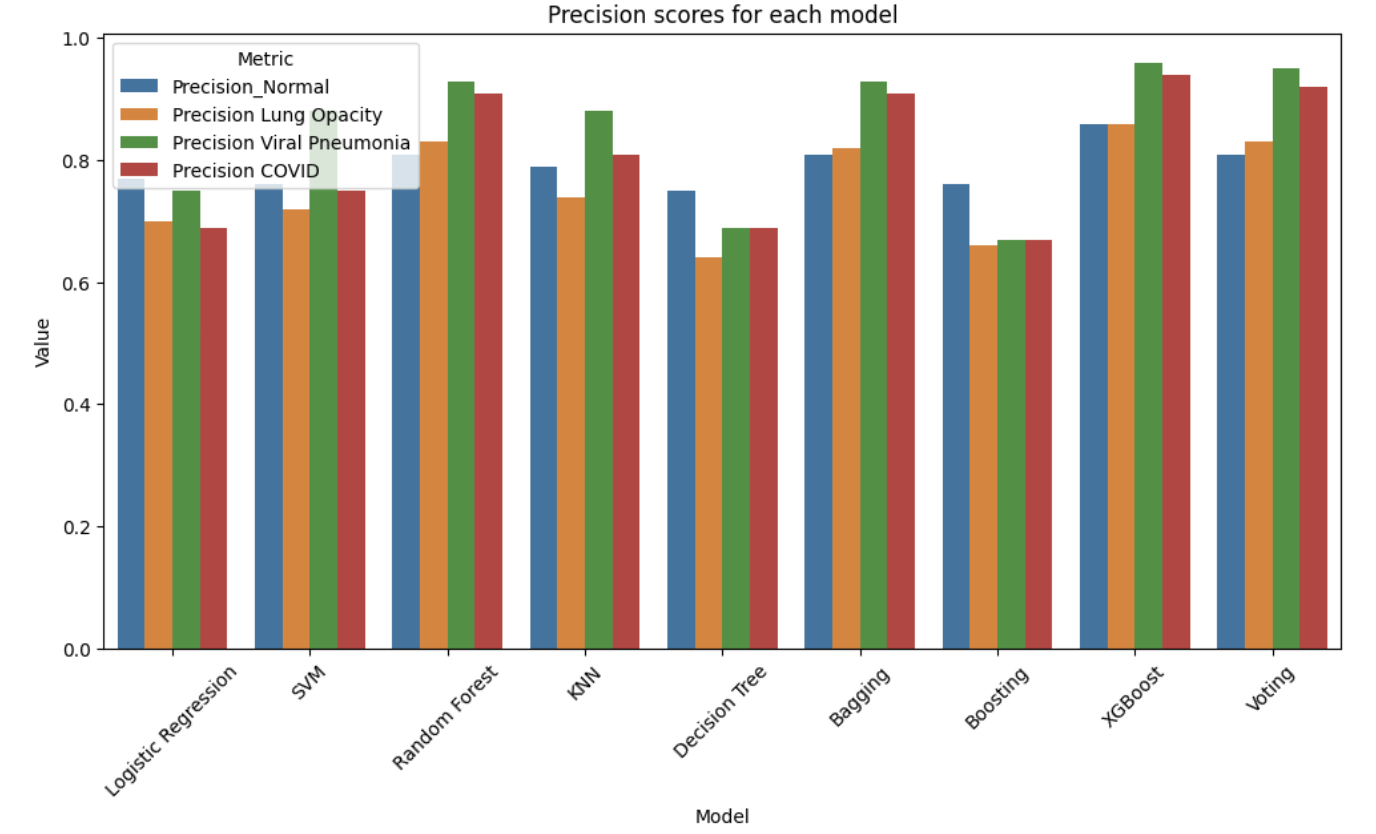 Precision scores for each model
1.0
0.8
0.6
0.4
0.2
0.0
Value
Metric
Precision_Normal
Precision Lung Opacity
Precision Viral Pneumonia
Precision COVID
Logistic Regression
SVM
Random Forest
KNN
Decision Tree
Bagging
Boosting
XGBoost
Voting
Model